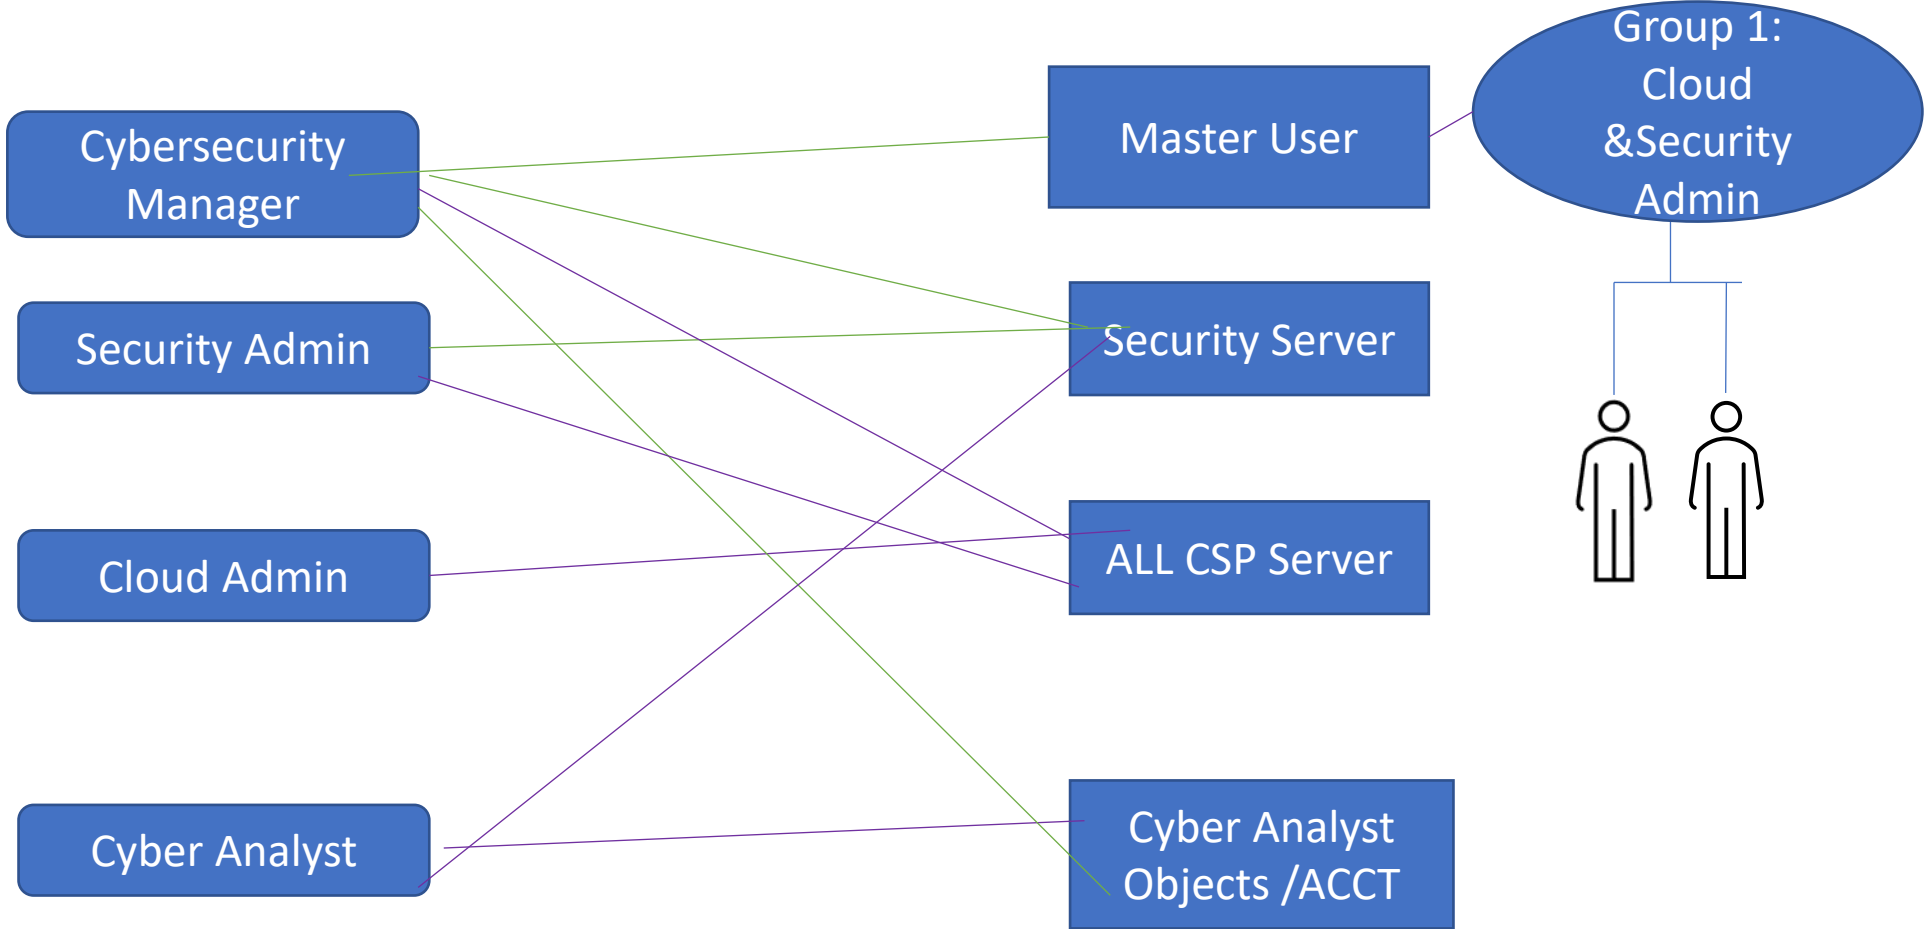 Cybersecurity
Manager
Security Admin
Cloud Admin
Cyber Analyst
Master User
Security Server
ALL CSP Server
Cyber Analyst
Objects /ACCT
Group 1:
Cloud
&Security
Admin